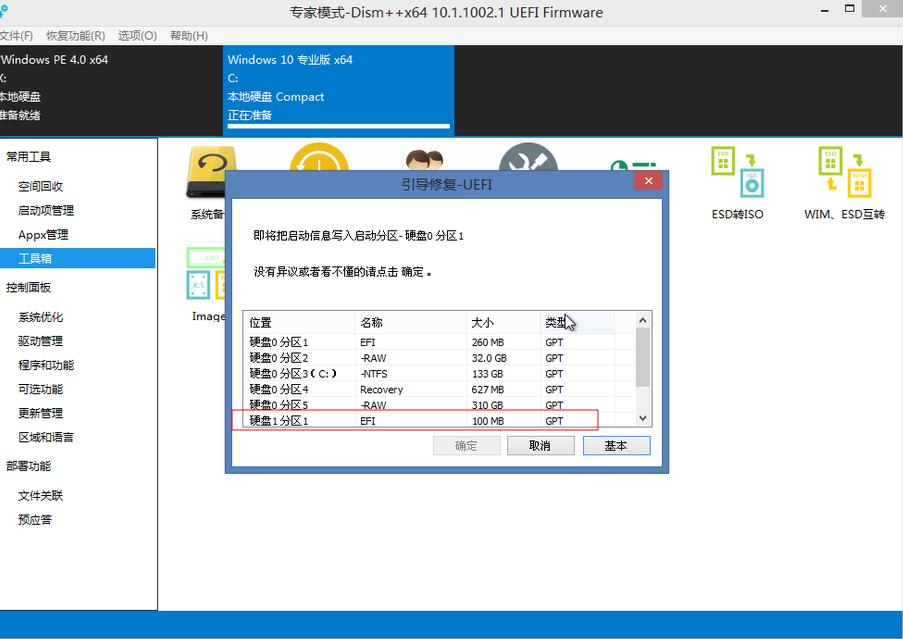 专家模式-Dism++x64 10.1.1002.1 UEFI Firmware
文件(F) 恢复功能(R) 选项(O) 帮助(H)
Windows PE 4.0 x64
X:
本地硬盘
准备就绪
Windows 10 专业版 x64
C:
本地硬盘 Compact
正在准备
常用工具
空间回收
启动项管理
Appx管理
工具箱
控制面板
系统优化
驱动管理
程序和功能
可选功能
更新管理
区域和语言
部署功能
文件关联
预应答
系统备
ESD转ISO
WIM、ESD互转
Image
引导修复-UEFI
即将把启动信息写入启动分区-硬盘0 分区1
没有异议或者看不懂的请点击 确定 。
位置 名称 大小 类型
硬盘0 分区1 EFI 260 MB GPT
硬盘0 分区2 -RAW 32.0 GB GPT
硬盘0 分区3 ( C: ) -NTFS 133 GB GPT
硬盘0 分区4 Recovery 627 MB GPT
硬盘0 分区5 -RAW 310 GB GPT
硬盘1 分区1 EFI 100 MB GPT
确定 取消 基本